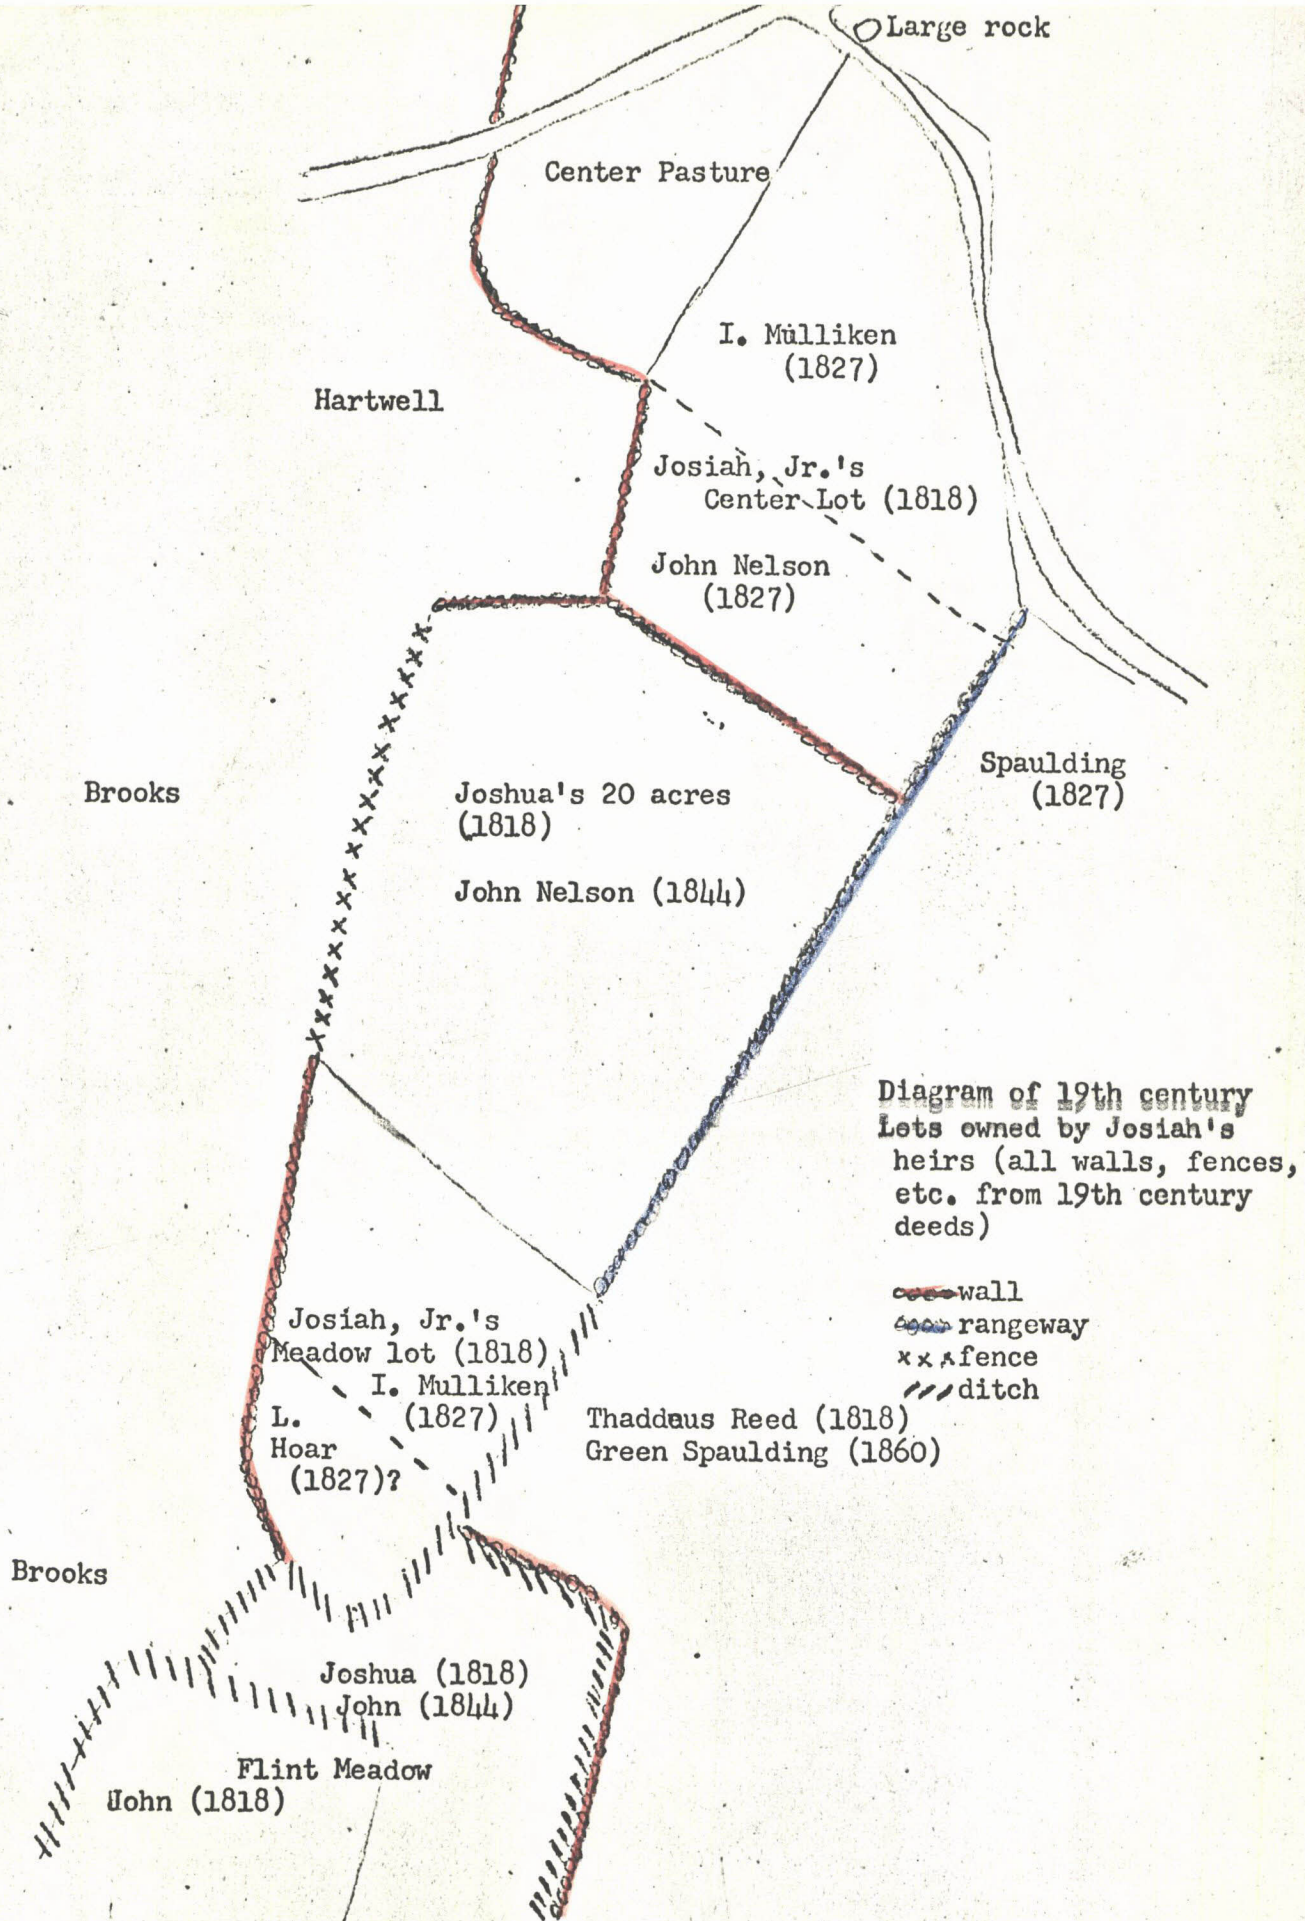 Large rock
Center Pasture
I. Mulliken
(1827)
Hartwell
Josiah, Jr.'s
Center Lot (1818)
John Nelson
(1827)
Spaulding
(1827)
Brooks
Joshua's 20 acres
(1818)
John Nelson (1844)
Diagram of 19th century
Lots owned by Josiah's
heirs (all walls, fences,
etc. from 19th century
deeds)
wall
rangeway
x x x fence
ditch
Josiah, Jr.'s
Meadow lot (1818)
I. Mulliken
(1827)
L.
Hoar
(1827)?
Thaddeus Reed (1818)
Green Spaulding (1860)
Brooks
Joshua (1818)
John (1844)
Flint Meadow
John (1818)